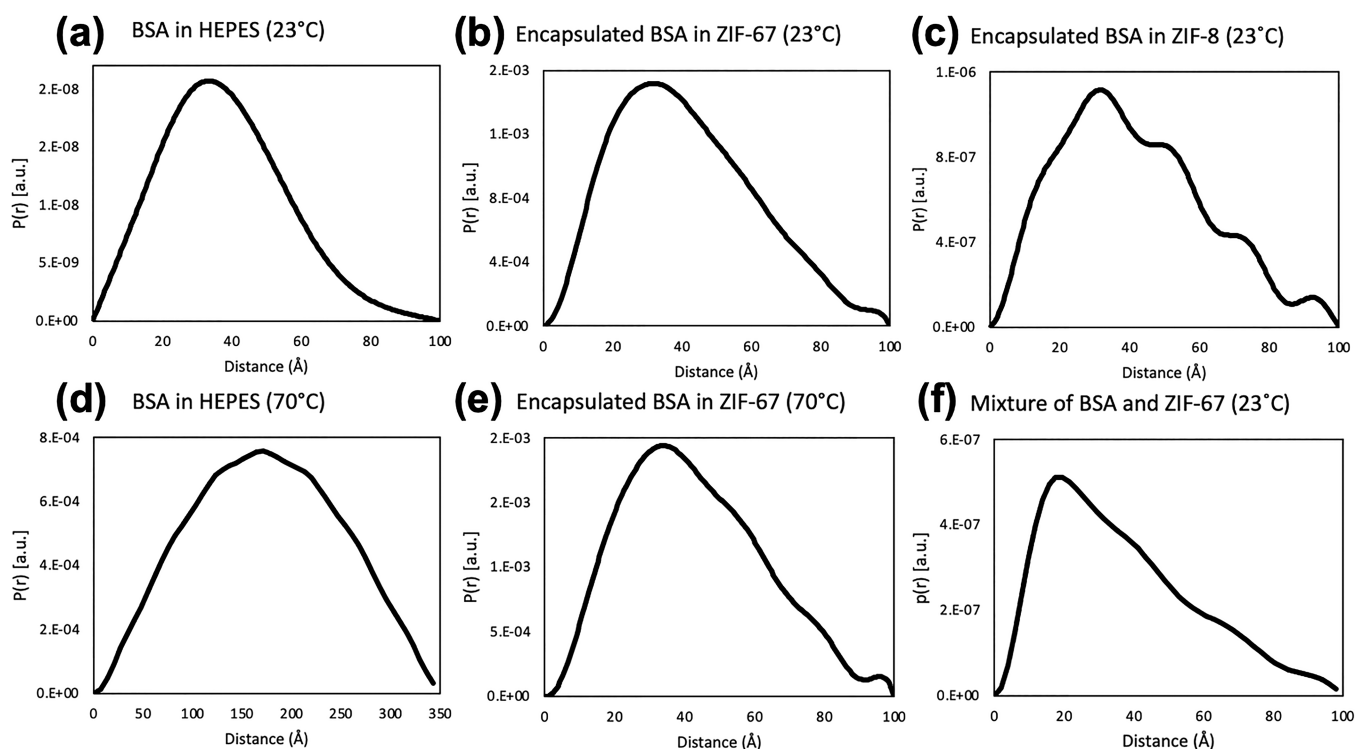 (a) BSA in HEPES (23°C)
2.E-08
2.E-08
1.E-08
5.E-09
0.E+00
P(r) [a.u.]
0 20 40 60 80 100
Distance (Å)
(b) Encapsulated BSA in ZIF-67 (23°C)
2.E-03
1.E-03
8.E-04
4.E-04
0.E+00
P(r) [a.u.]
0 20 40 60 80 100
Distance (Å)
(c) Encapsulated BSA in ZIF-8 (23˚C)
1.E-06
8.E-07
4.E-07
0.E+00
P(r) [a.u.]
0 20 40 60 80 100
Distance (Å)
(d) BSA in HEPES (70°C)
8.E-04
6.E-04
4.E-04
2.E-04
0.E+00
P(r) [a.u.]
0 50 100 150 200 250 300 350
Distance (Å)
(e) Encapsulated BSA in ZIF-67 (70°C)
2.E-03
2.E-03
1.E-03
5.E-04
0.E+00
P(r) [a.u.]
0 20 40 60 80 100
Distance (Å)
(f) Mixture of BSA and ZIF-67 (23˚C)
6.E-07
4.E-07
2.E-07
0.E+00
p(r) [a.u.]
0 20 40 60 80 100
Distance (Å)